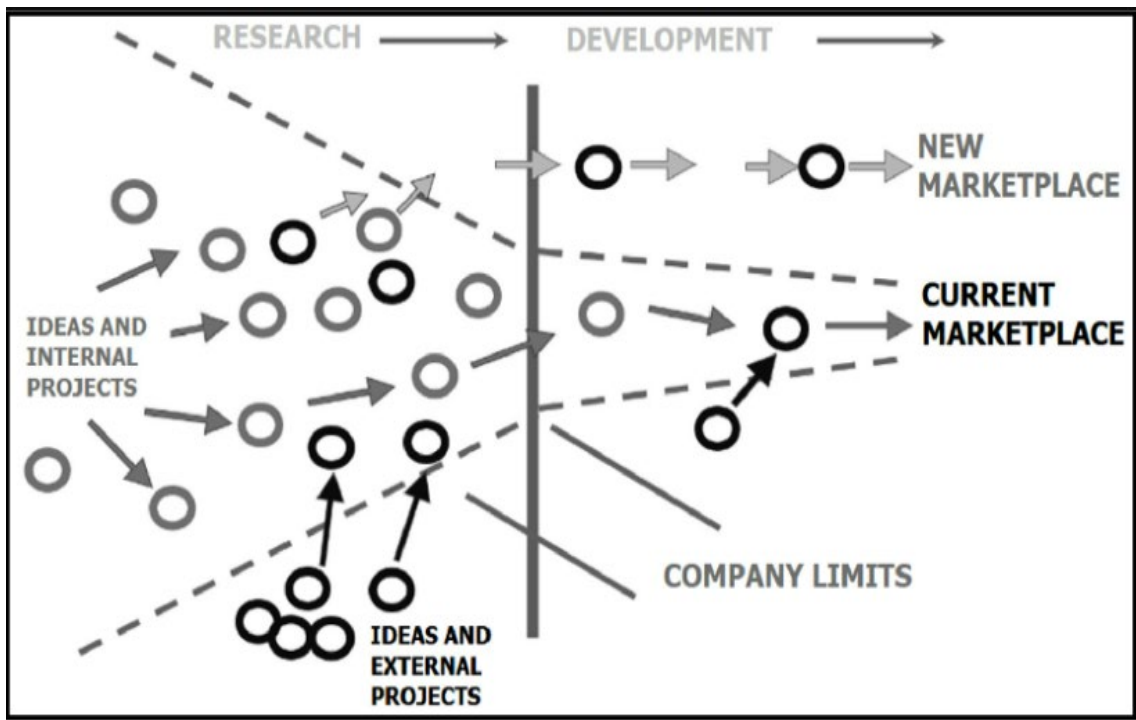 RESEARCH
DEVELOPMENT
NEW
MARKETPLACE
CURRENT
MARKETPLACE
IDEAS AND
INTERNAL
PROJECTS
COMPANY LIMITS
IDEAS AND
EXTERNAL
PROJECTS